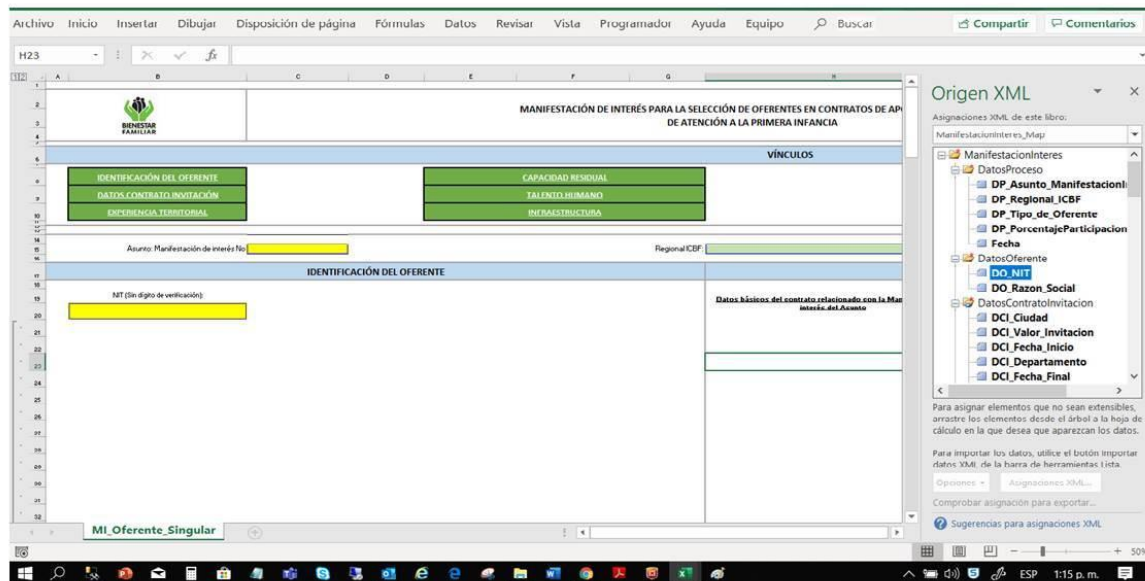 Archivo Inicio Insertar Dibujar Disposición de página Fórmulas Datos Revisar Vista Programador Ayuda Equipo Buscar Compartir Comentarios
H23 fx
1 2 A B C D E F G H
BIENESTAR
FAMILIAR
MANIFESTACIÓN DE INTERÉS PARA LA SELECCIÓN DE OFERENTES EN CONTRATOS DE AP
DE ATENCIÓN A LA PRIMERA INFANCIA
VÍNCULOS
IDENTIFICACIÓN DEL OFERENTE CAPACIDAD RESIDUAL
DATOS CONTRATO INVITACIÓN TALENTO HUMANO
EXPERIENCIA TERRITORIAL INFRAESTRUCTURA
Asunto: Manifestación de interés No Regional ICBF:
IDENTIFICACIÓN DEL OFERENTE
NIT (Sin dígito de verificación):
Datos básicos del contrato relacionado con la Man
interés del Asunto
MI_Oferente_Singular
Origen XML
Asignaciones XML de este libro:
ManifestacionInteres_Map
ManifestacionInteres
DatosProceso
DP_Asunto_ManifestacionI
DP_Regional_ICBF
DP_Tipo_de_Oferente
DP_PorcentajeParticipacion
Fecha
DatosOferente
DO_NIT
DO_Razon_Social
DatosContratoInvitacion
DCI_Ciudad
DCI_Valor_Invitacion
DCI_Fecha_Inicio
DCI_Departamento
DCI_Fecha_Final
Para asignar elementos que no sean extensibles,
arrastre los elementos desde el árbol a la hoja de
cálculo en la que desea que aparezcan los datos.
Para importar los datos, utilice el botón Importar
datos XML de la barra de herramientas Lista.
Opciones Asignaciones XML...
Comprobar asignación para exportar...
Sugerencias para asignaciones XML
50%
ESP 1:15 p. m.